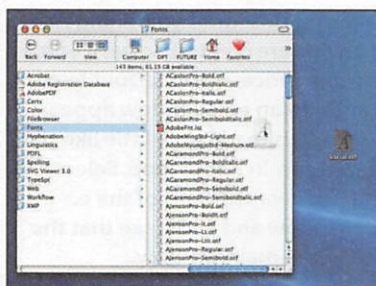 Fonts
Back Forward View Computer DPT FUTURE Home Favorites
143 items, 61.25 GB available
Acrobat
Adobe Registration Database
AdobePDF
Certs
Color
FileBrowser
Fonts
Hyphenation
Linguistics
PDFL
Spelling
SVG Viewer 3.0
TypeSpt
Web
Workflow
XMP
ACaslonPro-Bold.otf
ACaslonPro-BoldItalic.otf
ACaslonPro-Italic.otf
ACaslonPro-Regular.otf
ACaslonPro-Semibold.otf
ACaslonPro-SemiboldItalic.otf
AdobeFnt.lst
AdobeMingStd-Light.otf
AdobeMyungjoStd-Medium.otf
AGaramondPro-Bold.otf
AGaramondPro-BoldItalic.otf
AGaramondPro-Italic.otf
AGaramondPro-Regular.otf
AGaramondPro-Semibold.otf
AGaramondPro-SemiboldItalic.otf
AJensonPro-Bold.otf
AJensonPro-BoldIt.otf
AJensonPro-It.otf
AJensonPro-Lt.otf
AJensonPro-LtIt.otf
AJensonPro-Regular.otf
AJensonPro-Semibold.otf